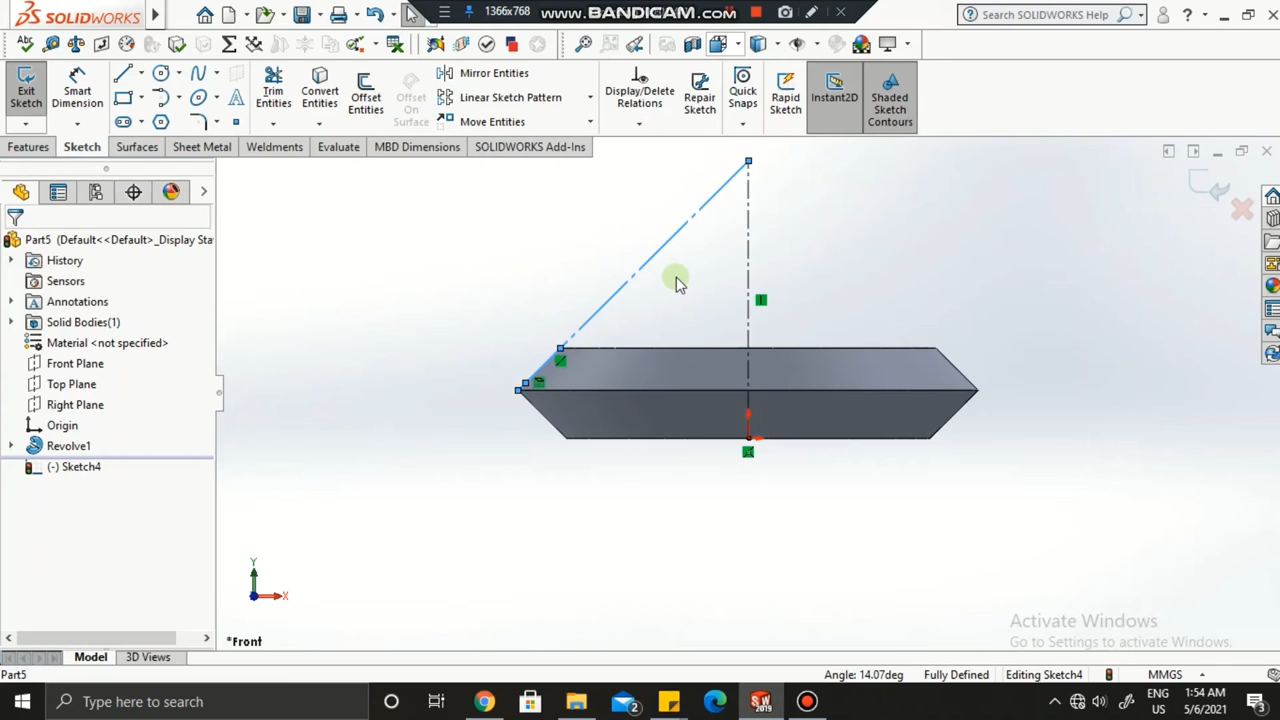 SOLIDWORKS
1366x768
www.BANDICAM.com
Search SOLIDWORKS Help
?
Exit Sketch
Smart Dimension
Trim Entities
Convert Entities
Offset Entities
Offset On Surface
Mirror Entities
Linear Sketch Pattern
Move Entities
Display/Delete Relations
Repair Sketch
Quick Snaps
Rapid Sketch
Instant2D
Shaded Sketch Contours
Features
Sketch
Surfaces
Sheet Metal
Weldments
Evaluate
MBD Dimensions
SOLIDWORKS Add-Ins
Part5 (Default<<Default>_Display Sta
History
Sensors
Annotations
Solid Bodies(1)
Material <not specified>
Front Plane
Top Plane
Right Plane
Origin
Revolve1
(-) Sketch4
Y
X
*Front
Activate Windows
Go to Settings to activate Windows.
Model
3D Views
Part5
Angle: 14.07deg
Fully Defined
Editing Sketch4
MMGS
Type here to search
2
SW
2019
ENG
US
1:54 AM
5/6/2021
3